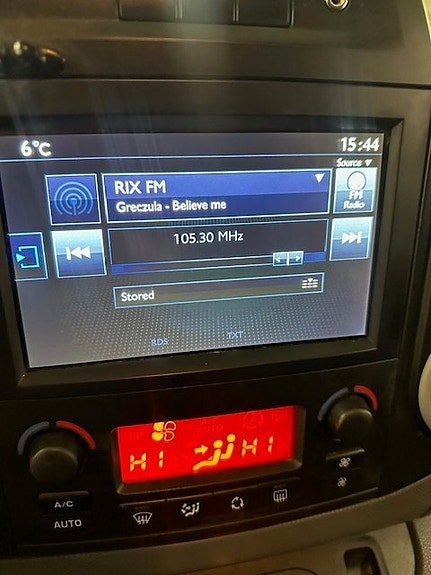 6°C
15:44
Source
RIX FM
Greczula - Believe me
FM
Radio
105.30 MHz
Stored
RDS
TXT
HI
HI
A/C
AUTO